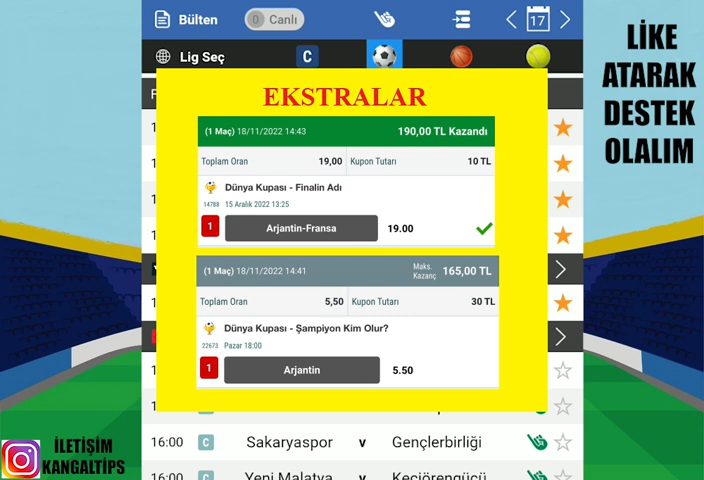 Bülten
0 Canlı
17
LİKE
ATARAK
DESTEK
OLALIM
Lig Seç
C
EKSTRALAR
(1 Maç) 18/11/2022 14:43
190,00 TL Kazandı
Toplam Oran 19,00
Kupon Tutarı 10 TL
Dünya Kupası - Finalin Adı
14788 15 Aralık 2022 13:25
1 Arjantin-Fransa 19.00
(1 Maç) 18/11/2022 14:41
Maks.
Kazanç 165,00 TL
Toplam Oran 5,50
Kupon Tutarı 30 TL
Dünya Kupası - Şampiyon Kim Olur?
22673 Pazar 18:00
1 Arjantin 5.50
16:00 C Sakaryaspor v Gençlerbirliği
16:00 C Yeni Malatya v Keçiörengücü
İLETİŞİM
KANGALTİPS